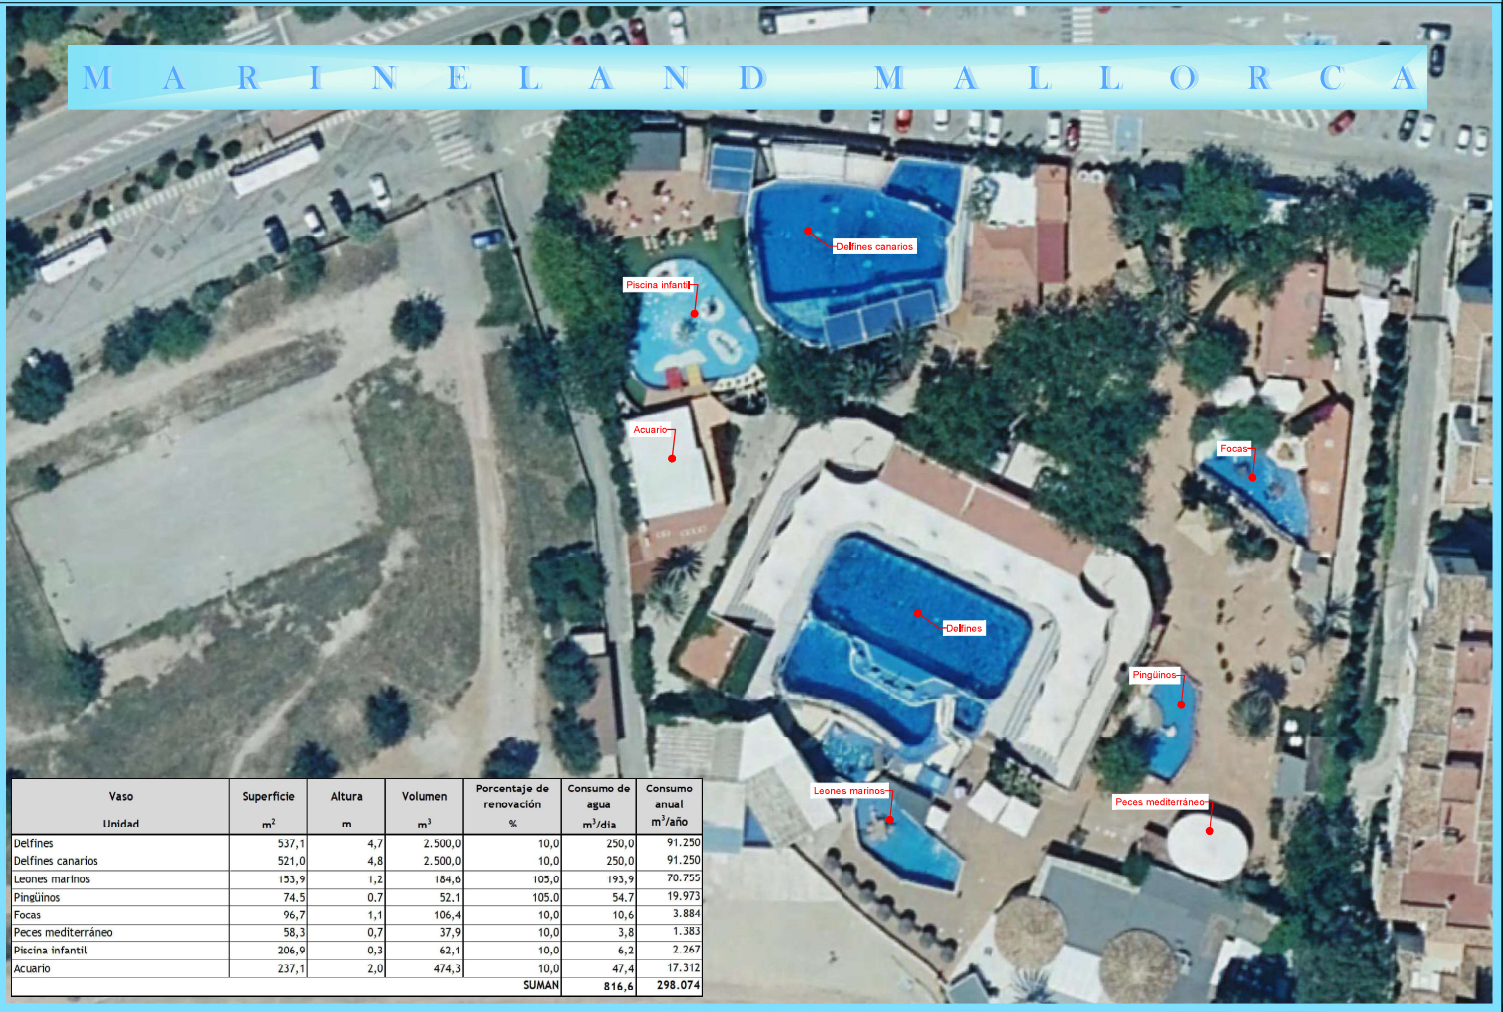 MARINELAND MALLORCA
Delfines canarios
Piscina infantil
Acuario
Focas
Delfines
Pingüinos
Leones marinos
Peces mediterráneo
Vaso Superficie Altura Volumen Porcentaje de renovación Consumo de agua Consumo anual
Unidad m² m m³ % m³/dia m³/año
Delfines 537,1 4,7 2.500,0 10,0 250,0 91.250
Delfines canarios 521,0 4,8 2.500,0 10,0 250,0 91.250
Leones marinos 153,9 1,2 184,6 105,0 193,9 70.755
Pingüinos 74.5 0.7 52.1 105.0 54.7 19.973
Focas 96,7 1,1 106,4 10,0 10,6 3.884
Peces mediterráneo 58,3 0,7 37,9 10,0 3,8 1.383
Piscina infantil 206,9 0,3 62,1 10,0 6,2 2.267
Acuario 237,1 2,0 474,3 10,0 47,4 17.312
SUMAN 816,6 298.074